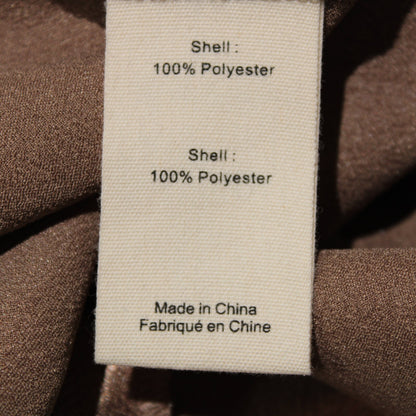 Shell :
100% Polyester
Shell :
100% Polyester
Made in China
Fabriqué en Chine